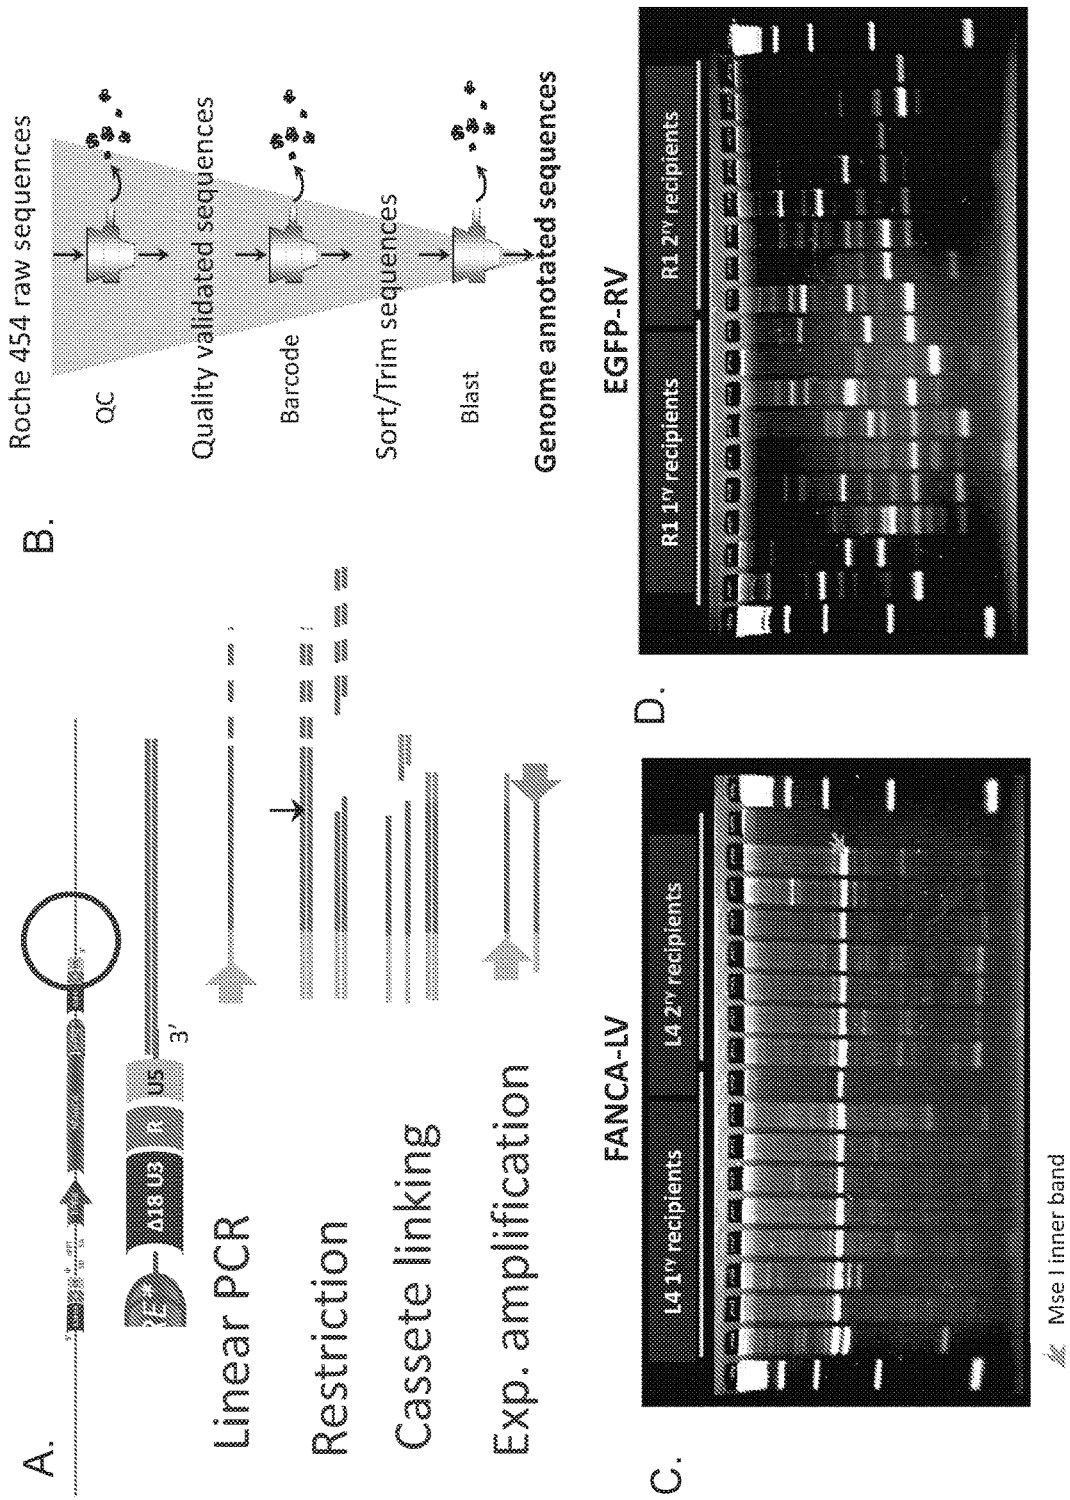 A.
3'
Δ18 U3
R
U5
3'
Linear PCR
Restriction
Cassete linking
Exp. amplification
B.
Roche 454 raw sequences
QC
Quality validated sequences
Barcode
Sort/Trim sequences
Blast
Genome annotated sequences
C.
FANCA-LV
L4 1ry recipients
L4 2ry recipients
Mse I inner band
D.
EGFP-RV
R1 1ry recipients
R1 2ry recipients